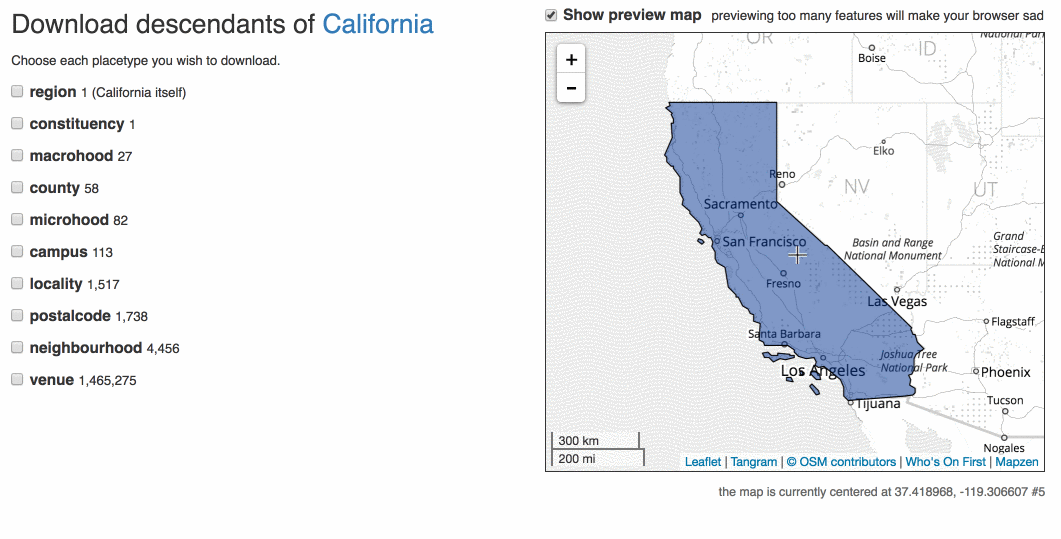 Download descendants of California
Choose each placetype you wish to download.
region 1 (California itself)
constituency 1
macrohood 27
county 58
microhood 82
campus 113
locality 1,517
postalcode 1,738
neighbourhood 4,456
venue 1,465,275
Show preview map previewing too many features will make your browser sad
OR
ID
National Par
+
−
Boise
Elko
Reno
NV
UT
Sacramento
San Francisco
Basin and Range
National Monument
Grand
Staircase-E
National M
Fresno
Las Vegas
Flagstaff
Santa Barbara
Joshua Tree
National Park
Los Angeles
Phoenix
Tijuana
Tucson
Nogales
300 km
200 mi
Leaflet | Tangram | © OSM contributors | Who's On First | Mapzen
the map is currently centered at 37.418968, -119.306607 #5